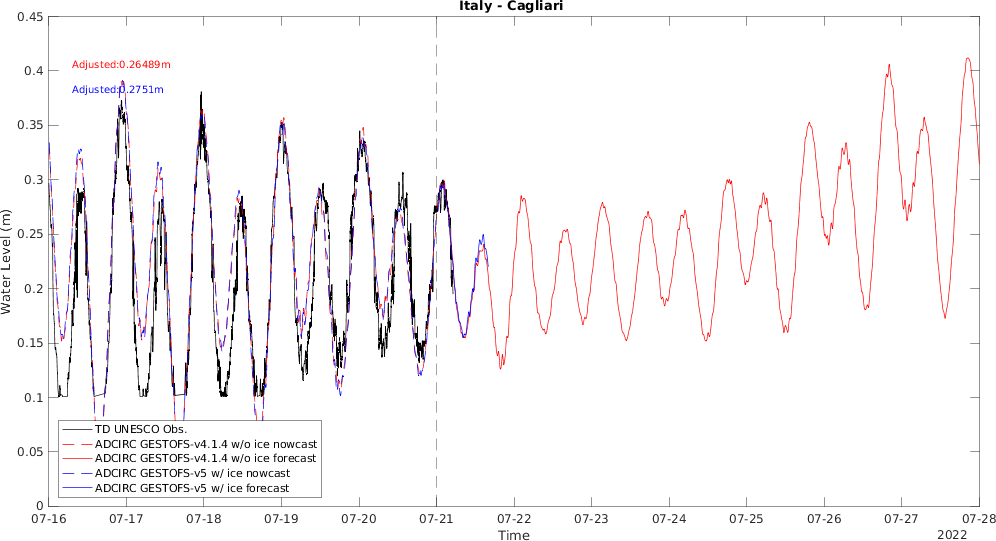 Italy - Cagliari
0.45
0.4
0.35
0.3
0.25
0.2
0.15
0.1
0.05
0
Water Level (m)
Adjusted:0.26489m
Adjusted:0.2751m
TD UNESCO Obs.
ADCIRC GESTOFS-v4.1.4 w/o ice nowcast
ADCIRC GESTOFS-v4.1.4 w/o ice forecast
ADCIRC GESTOFS-v5 w/ ice nowcast
ADCIRC GESTOFS-v5 w/ ice forecast
07-16 07-17 07-18 07-19 07-20 07-21 07-22 07-23 07-24 07-25 07-26 07-27 07-28
Time
2022